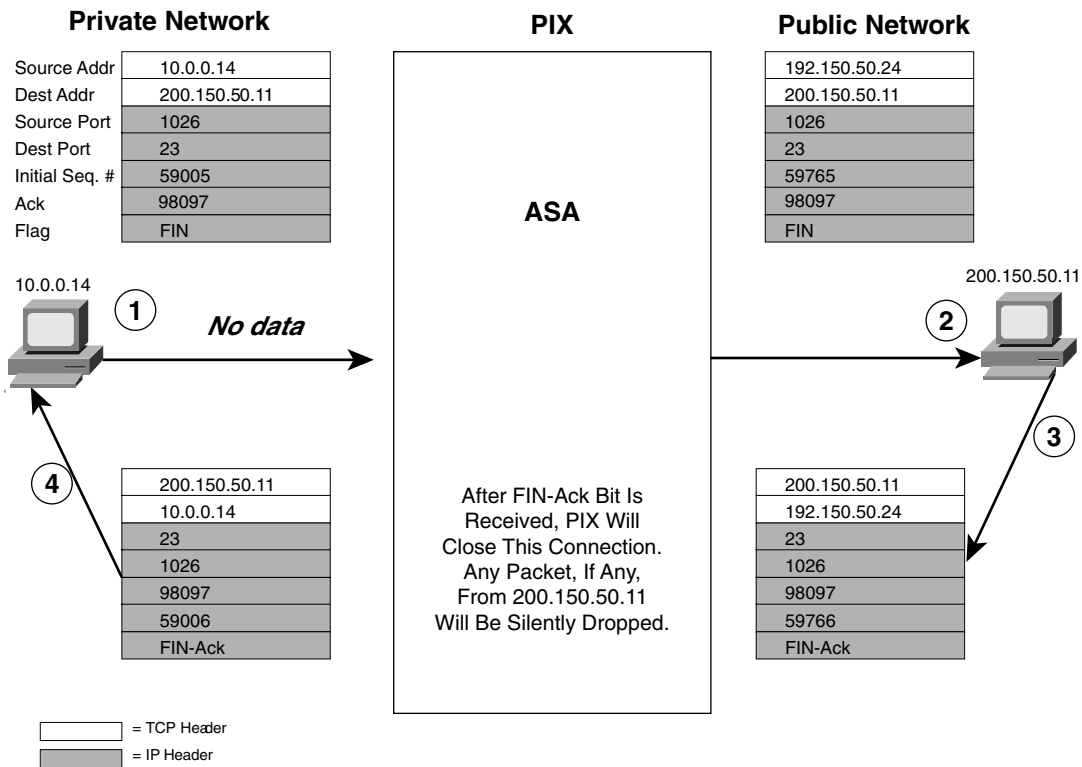 Private Network
PIX
Public Network
Source Addr 10.0.0.14
Dest Addr 200.150.50.11
Source Port 1026
Dest Port 23
Initial Seq. # 59005
Ack 98097
Flag FIN
192.150.50.24
200.150.50.11
1026
23
59765
98097
FIN
ASA
10.0.0.14
1
No data
2
200.150.50.11
3
4
200.150.50.11
10.0.0.14
23
1026
98097
59006
FIN-Ack
After FIN-Ack Bit Is
Received, PIX Will
Close This Connection.
Any Packet, If Any,
From 200.150.50.11
Will Be Silently Dropped.
200.150.50.11
192.150.50.24
23
1026
98097
59766
FIN-Ack
= TCP Header
= IP Header